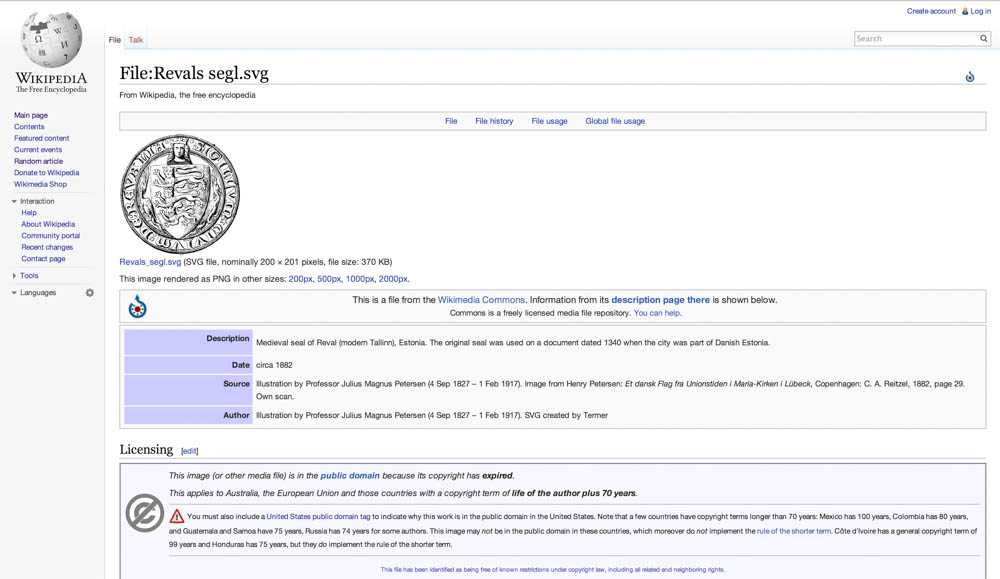 Create account Log in
File Talk
Search
WIKIPEDIA
The Free Encyclopedia
Main page
Contents
Featured content
Current events
Random article
Donate to Wikipedia
Wikimedia Shop
Interaction
Help
About Wikipedia
Community portal
Recent changes
Contact page
Tools
Languages
File:Revals segl.svg
From Wikipedia, the free encyclopedia
File File history File usage Global file usage
Revals_segl.svg (SVG file, nominally 200 × 201 pixels, file size: 370 KB)
This image rendered as PNG in other sizes: 200px, 500px, 1000px, 2000px.
This is a file from the Wikimedia Commons. Information from its description page there is shown below.
Commons is a freely licensed media file repository. You can help.
Description Medieval seal of Reval (modern Tallinn), Estonia. The original seal was used on a document dated 1340 when the city was part of Danish Estonia.
Date circa 1882
Source Illustration by Professor Julius Magnus Petersen (4 Sep 1827 – 1 Feb 1917). Image from Henry Petersen: Et dansk Flag fra Unionstiden i Maria-Kirken i Lübeck, Copenhagen: C. A. Reitzel, 1882, page 29.
Own scan.
Author Illustration by Professor Julius Magnus Petersen (4 Sep 1827 – 1 Feb 1917). SVG created by Termer
Licensing [edit]
This image (or other media file) is in the public domain because its copyright has expired.
This applies to Australia, the European Union and those countries with a copyright term of life of the author plus 70 years.
You must also include a United States public domain tag to indicate why this work is in the public domain in the United States. Note that a few countries have copyright terms longer than 70 years: Mexico has 100 years, Colombia has 80 years,
and Guatemala and Samoa have 75 years, Russia has 74 years for some authors. This image may not be in the public domain in these countries, which moreover do not implement the rule of the shorter term. Côte d'Ivoire has a general copyright term of
99 years and Honduras has 75 years, but they do implement the rule of the shorter term.
This file has been identified as being free of known restrictions under copyright law, including all related and neighboring rights.